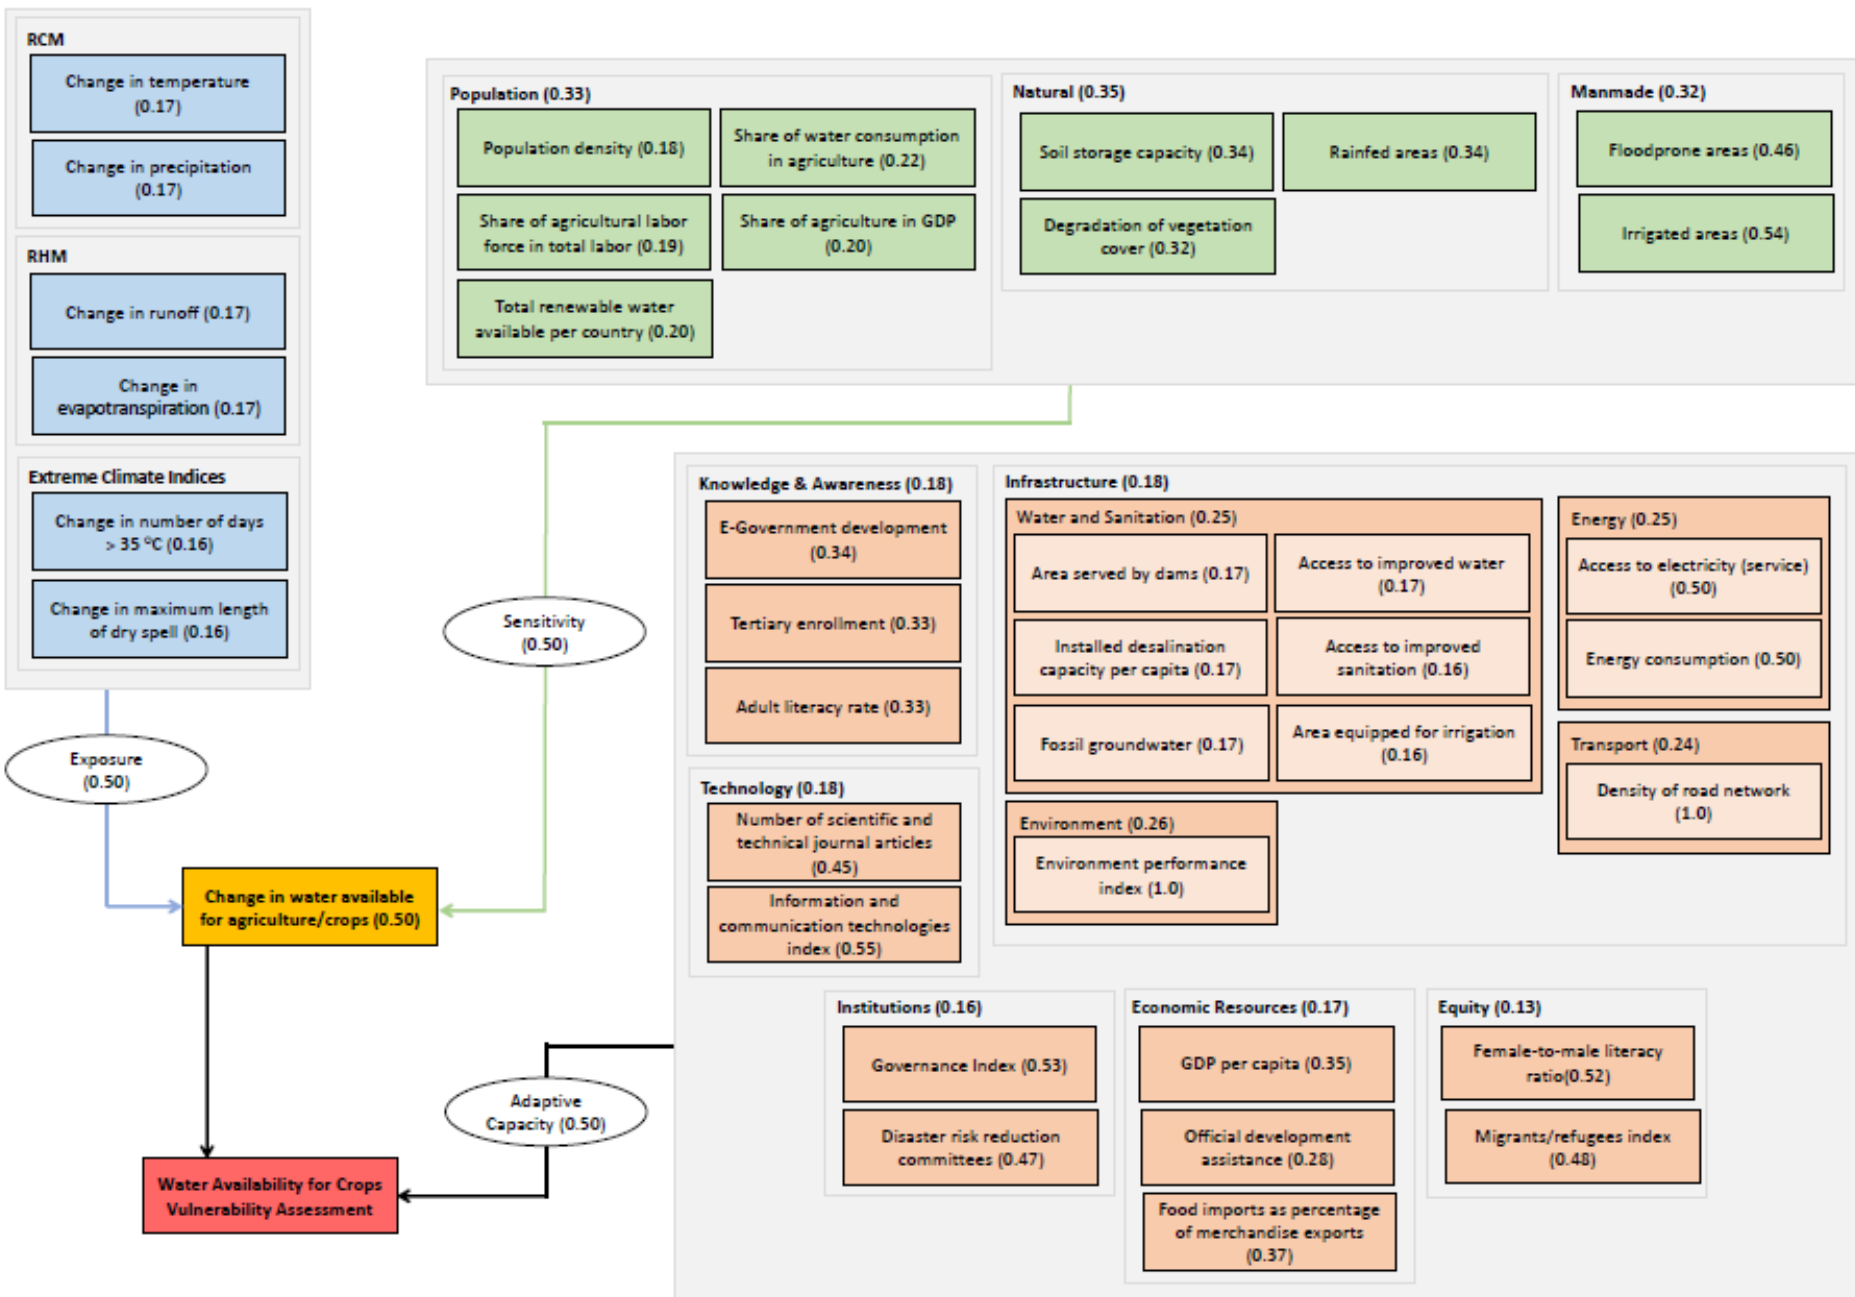 RCM
Change in temperature
(0.17)
Change in precipitation
(0.17)
RHM
Change in runoff (0.17)
Change in
evapotranspiration (0.17)
Extreme Climate Indices
Change in number of days
> 35 °C (0.16)
Change in maximum length
of dry spell (0.16)
Exposure
(0.50)
Population (0.33)
Population density (0.18)
Share of water consumption
in agriculture (0.22)
Share of agricultural labor
force in total labor (0.19)
Share of agriculture in GDP
(0.20)
Total renewable water
available per country (0.20)
Natural (0.35)
Soil storage capacity (0.34)
Rainfed areas (0.34)
Degradation of vegetation
cover (0.32)
Manmade (0.32)
Floodprone areas (0.46)
Irrigated areas (0.54)
Sensitivity
(0.50)
Change in water available
for agriculture/crops (0.50)
Knowledge & Awareness (0.18)
E-Government development
(0.34)
Tertiary enrollment (0.33)
Adult literacy rate (0.33)
Technology (0.18)
Number of scientific and
technical journal articles
(0.45)
Information and
communication technologies
index (0.55)
Infrastructure (0.18)
Water and Sanitation (0.25)
Area served by dams (0.17)
Access to improved water
(0.17)
Installed desalination
capacity per capita (0.17)
Access to improved
sanitation (0.16)
Fossil groundwater (0.17)
Area equipped for irrigation
(0.16)
Energy (0.25)
Access to electricity (service)
(0.50)
Energy consumption (0.50)
Transport (0.24)
Density of road network
(1.0)
Environment (0.26)
Environment performance
index (1.0)
Institutions (0.16)
Governance Index (0.53)
Disaster risk reduction
committees (0.47)
Economic Resources (0.17)
GDP per capita (0.35)
Official development
assistance (0.28)
Food imports as percentage
of merchandise exports
(0.37)
Equity (0.13)
Female-to-male literacy
ratio(0.52)
Migrants/refugees index
(0.48)
Adaptive
Capacity (0.50)
Water Availability for Crops
Vulnerability Assessment